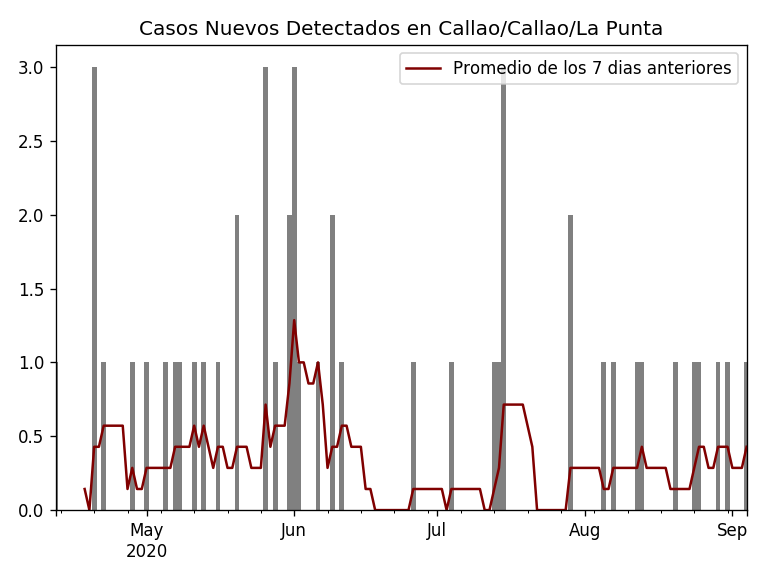 Casos Nuevos Detectados en Callao/Callao/La Punta
Promedio de los 7 dias anteriores
3.0
2.5
2.0
1.5
1.0
0.5
0.0
May Jun Jul Aug Sep
2020